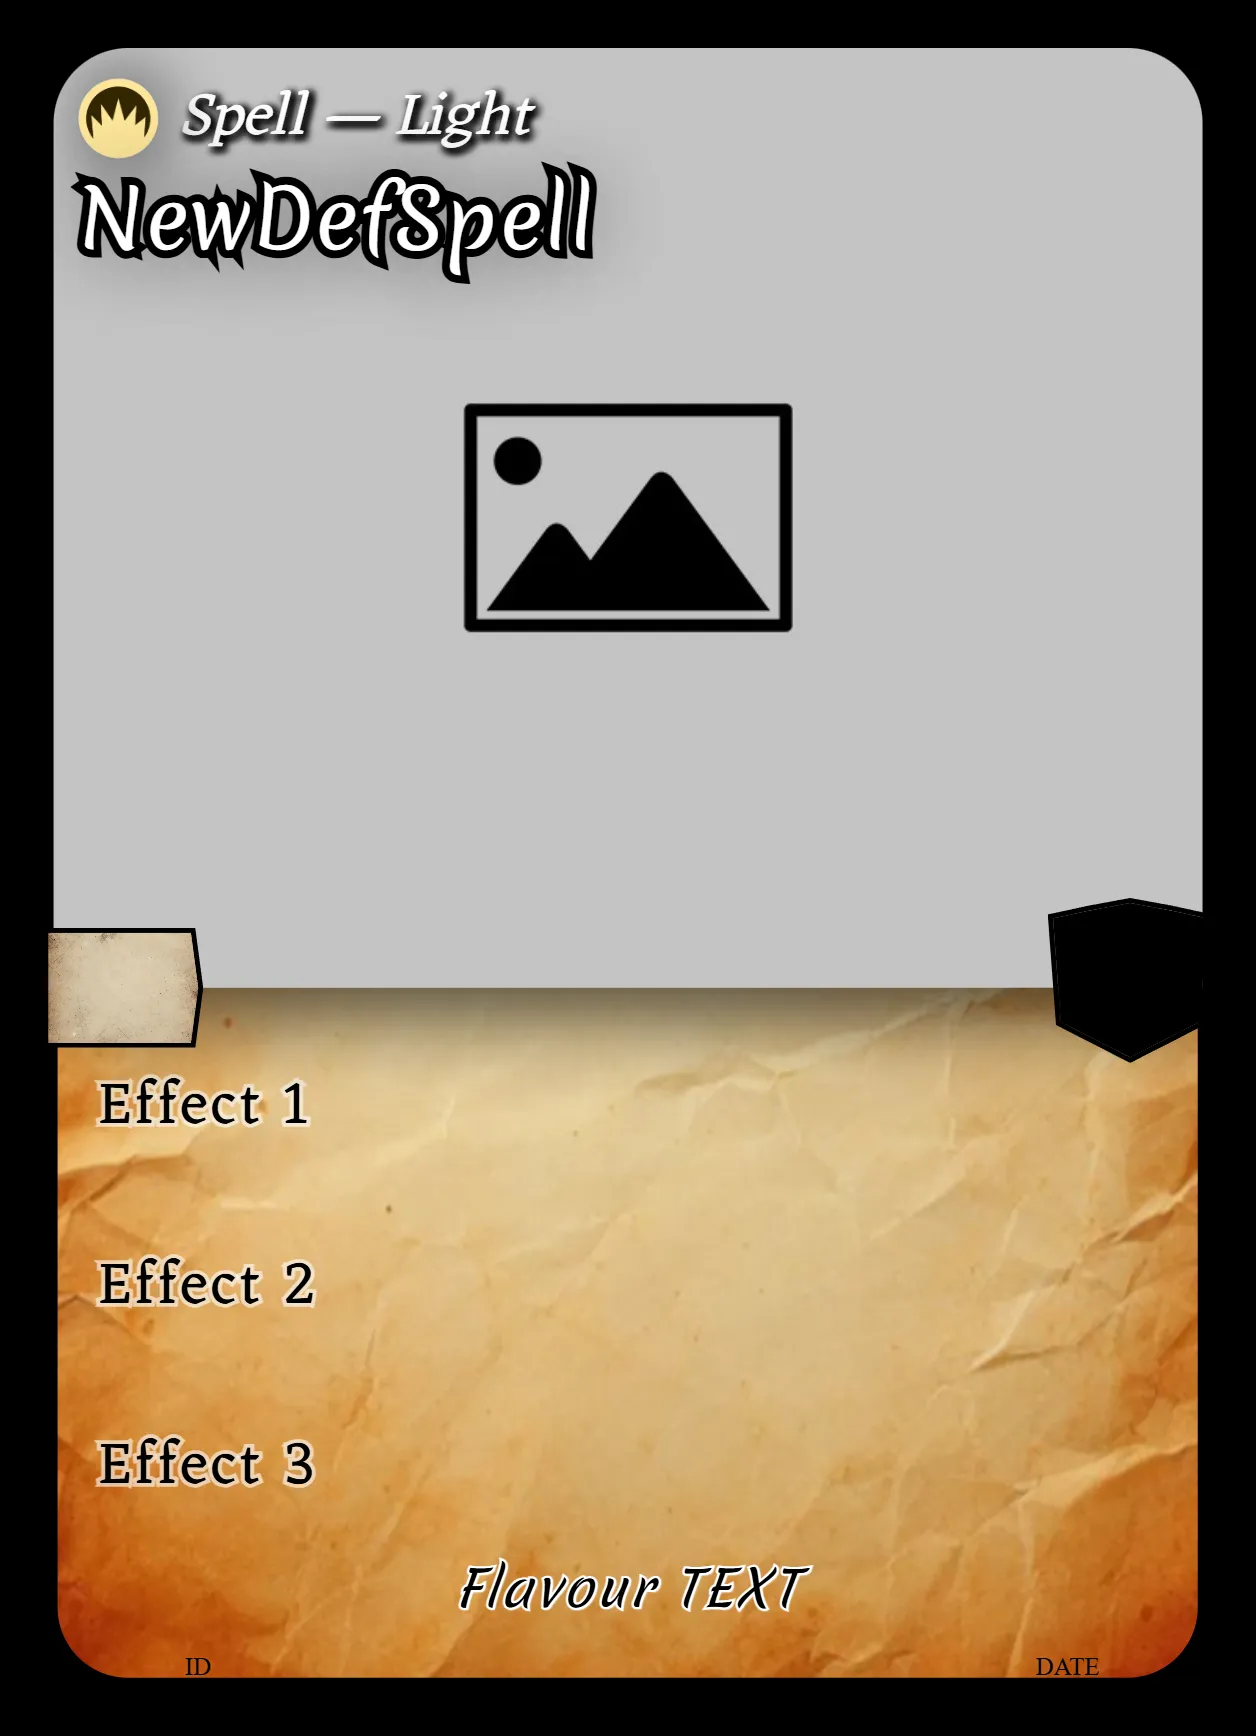 Spell — Light
NewDefSpell
Effect 1
Effect 2
Effect 3
Flavour TEXT
ID
DATE